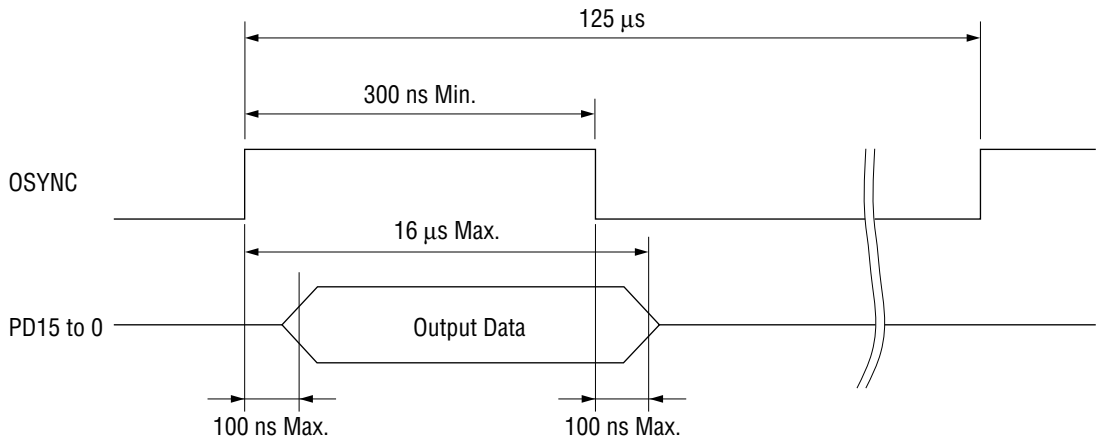 125 μs
300 ns Min.
OSYNC
16 μs Max.
PD15 to 0
Output Data
100 ns Max.
100 ns Max.